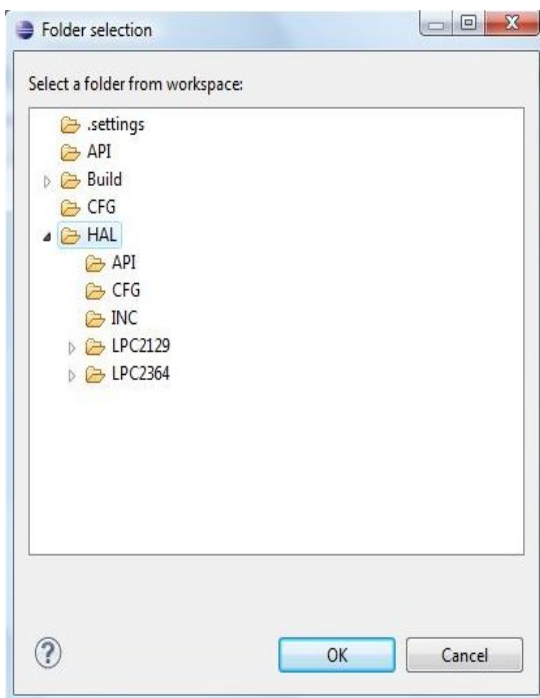 Folder selection
Select a folder from workspace:
.settings
API
Build
CFG
HAL
API
CFG
INC
LPC2129
LPC2364
?
OK
Cancel